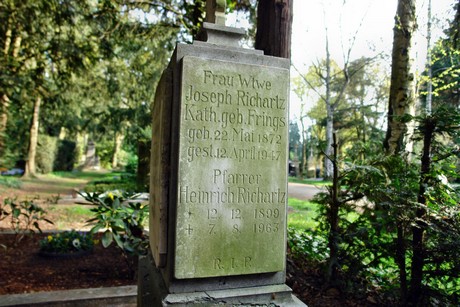 Frau Wwe
Joseph Richartz
Kath. geb. Frings
geb. 22 Mai 1872
gest. 12 April 1947
Pfarrer
Heinrich Richartz
* 12. 12. 1899
† 7. 8. 1963
R. I. P.